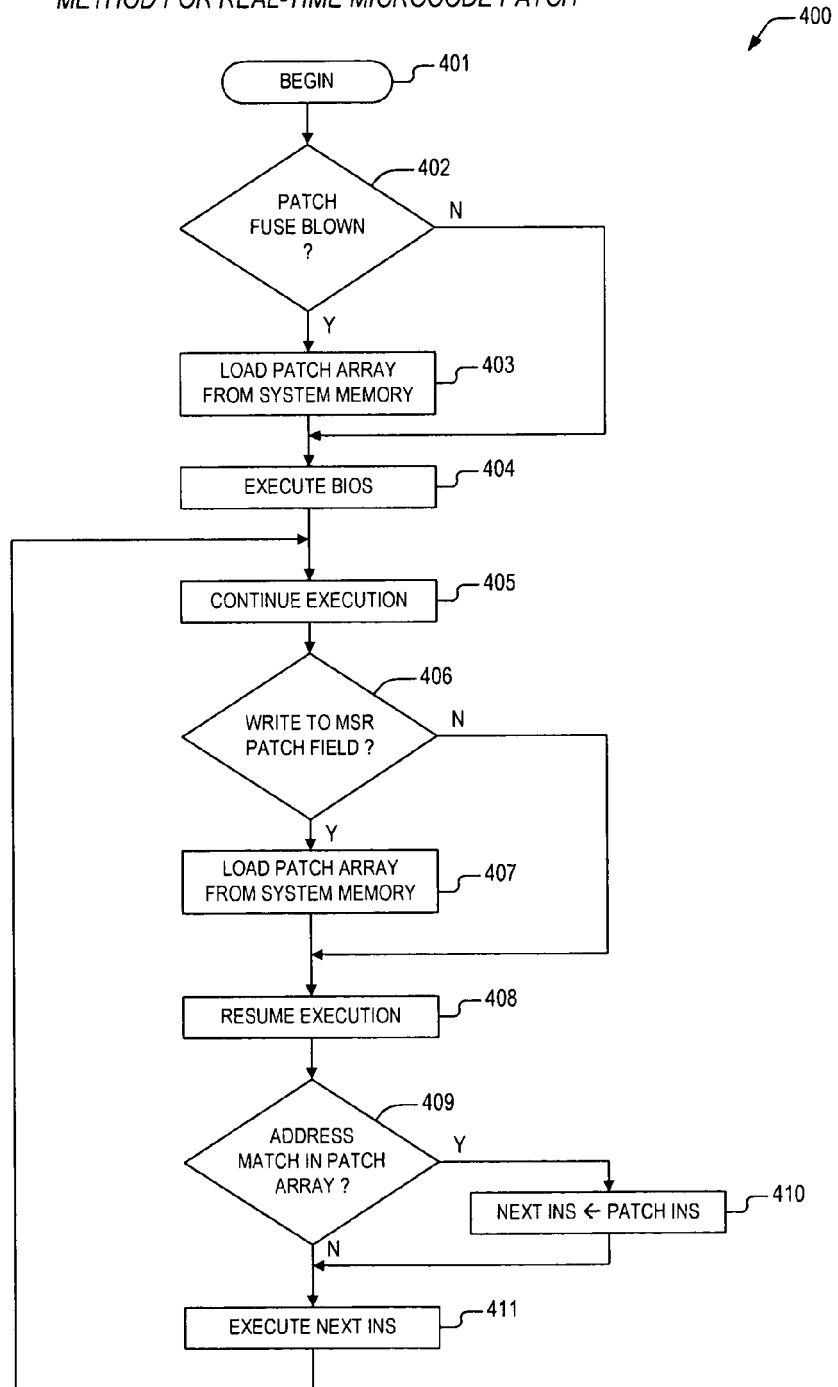 METHOD FOR REAL-TIME MICROCODE PATCH
400
BEGIN
401
402
PATCH
FUSE BLOWN
?
N
Y
LOAD PATCH ARRAY
FROM SYSTEM MEMORY
403
EXECUTE BIOS
404
CONTINUE EXECUTION
405
406
WRITE TO MSR
PATCH FIELD ?
N
Y
LOAD PATCH ARRAY
FROM SYSTEM MEMORY
407
RESUME EXECUTION
408
409
ADDRESS
MATCH IN PATCH
ARRAY ?
Y
NEXT INS ← PATCH INS
410
N
EXECUTE NEXT INS
411